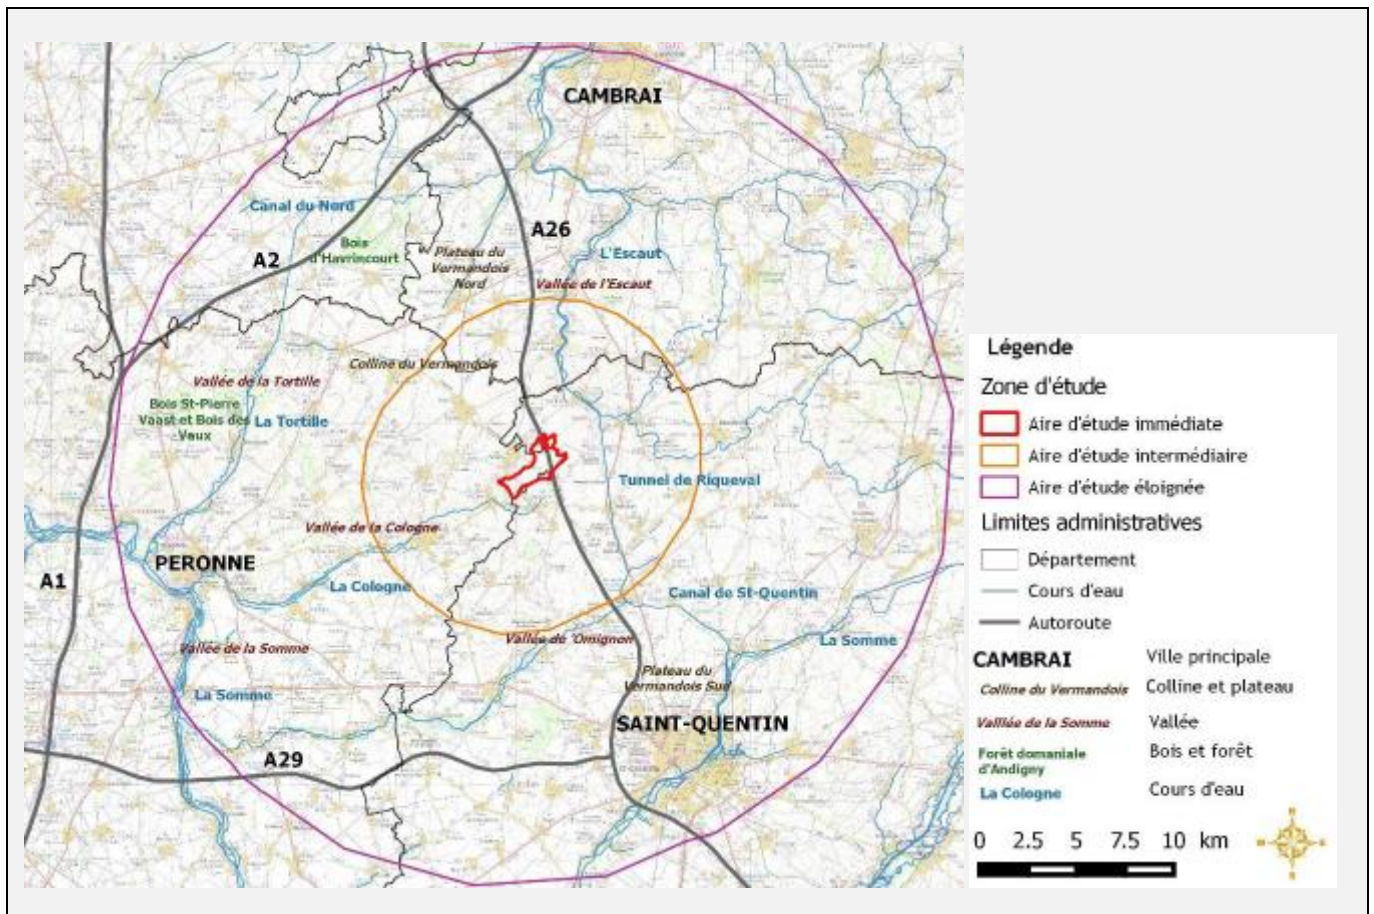 CAMBRAI
Canal du Nord
A26
Bois
d'Havrincourt
A2
Plateau du
Vermandois
Nord
L'Escaut
Vallée de l'Escaut
Colline du Vermandois
Vallée de la Tortille
Bois St-Pierre
Vaast et Bois des
Vaux
La Tortille
Tunnel de Riqueval
Vallée de la Cologne
PERONNE
A1
La Cologne
Canal de St-Quentin
Vallée de l'Omignon
La Somme
Vallée de la Somme
Plateau du
Vermandois Sud
La Somme
SAINT-QUENTIN
A29
Légende
Zone d'étude
Aire d'étude immédiate
Aire d'étude intermédiaire
Aire d'étude éloignée
Limites administratives
Département
Cours d'eau
Autoroute
CAMBRAI Ville principale
Colline du Vermandois Colline et plateau
Valllée de la Somme Vallée
Forêt domaniale
d'Andigny Bois et forêt
La Cologne Cours d'eau
0 2.5 5 7.5 10 km